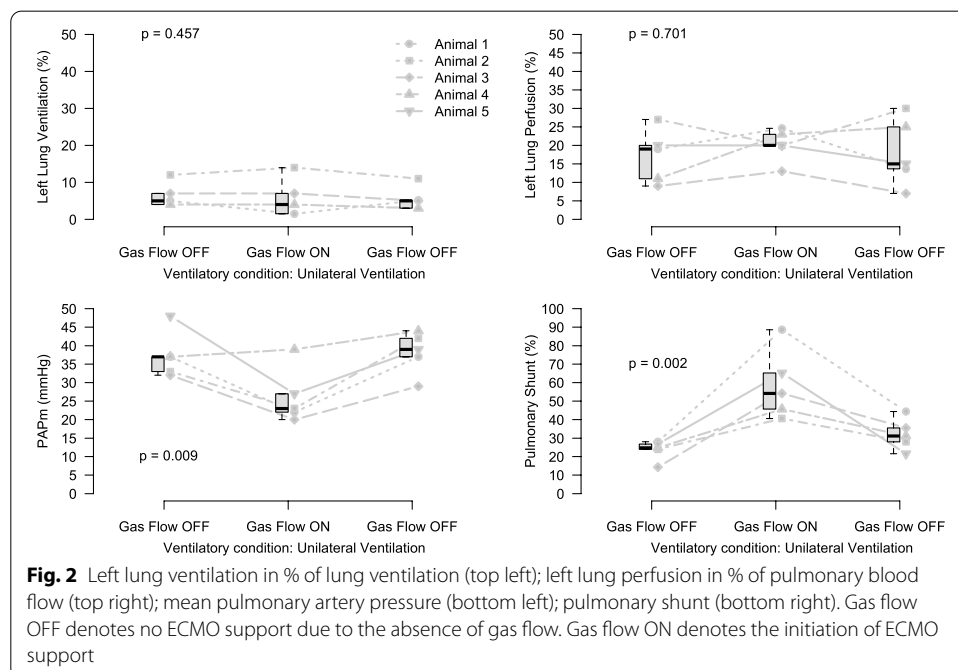 p = 0.457
Left Lung Ventilation (%)
50
40
30
20
10
0
Animal 1
Animal 2
Animal 3
Animal 4
Animal 5
Gas Flow OFF Gas Flow ON Gas Flow OFF
Ventilatory condition: Unilateral Ventilation
p = 0.701
Left Lung Perfusion (%)
50
45
40
35
30
25
20
15
10
5
0
Gas Flow OFF Gas Flow ON Gas Flow OFF
Ventilatory condition: Unilateral Ventilation
PAPm (mmHg)
50
45
40
35
30
25
20
15
10
5
0
p = 0.009
Gas Flow OFF Gas Flow ON Gas Flow OFF
Ventilatory condition: Unilateral Ventilation
Pulmonary Shunt (%)
100
90
80
70
60
50
40
30
20
10
0
p = 0.002
Gas Flow OFF Gas Flow ON Gas Flow OFF
Ventilatory condition: Unilateral Ventilation
Fig. 2 Left lung ventilation in % of lung ventilation (top left); left lung perfusion in % of pulmonary blood
flow (top right); mean pulmonary artery pressure (bottom left); pulmonary shunt (bottom right). Gas flow
OFF denotes no ECMO support due to the absence of gas flow. Gas flow ON denotes the initiation of ECMO
support